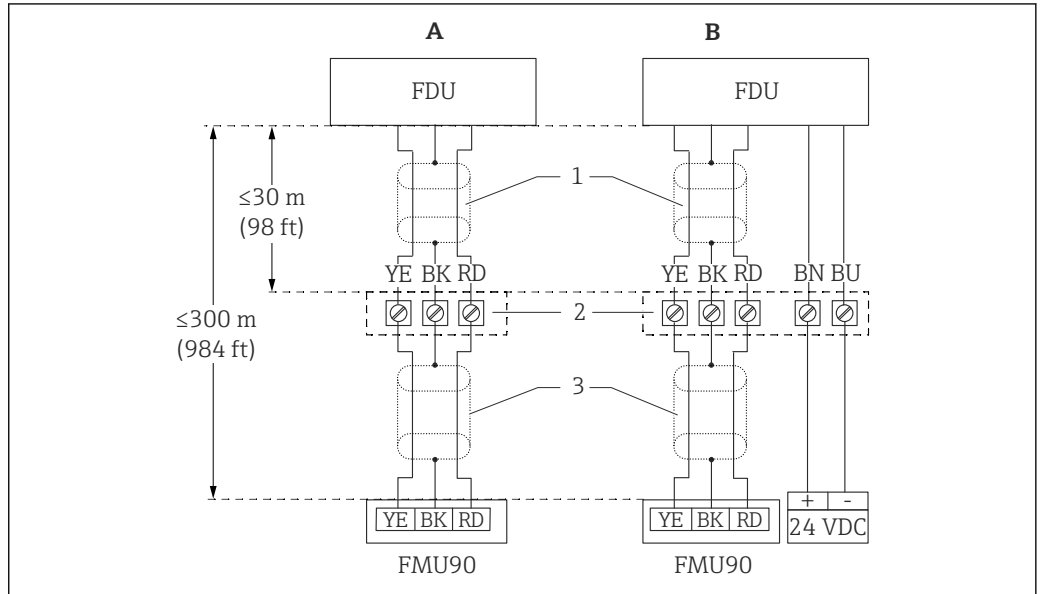 A B
FDU FDU
1
≤30 m
(98 ft)
YE BK RD YE BK RD BN BU
2
≤300 m
(984 ft)
3
+ -
YE BK RD YE BK RD 24 VDC
FMU90 FMU90